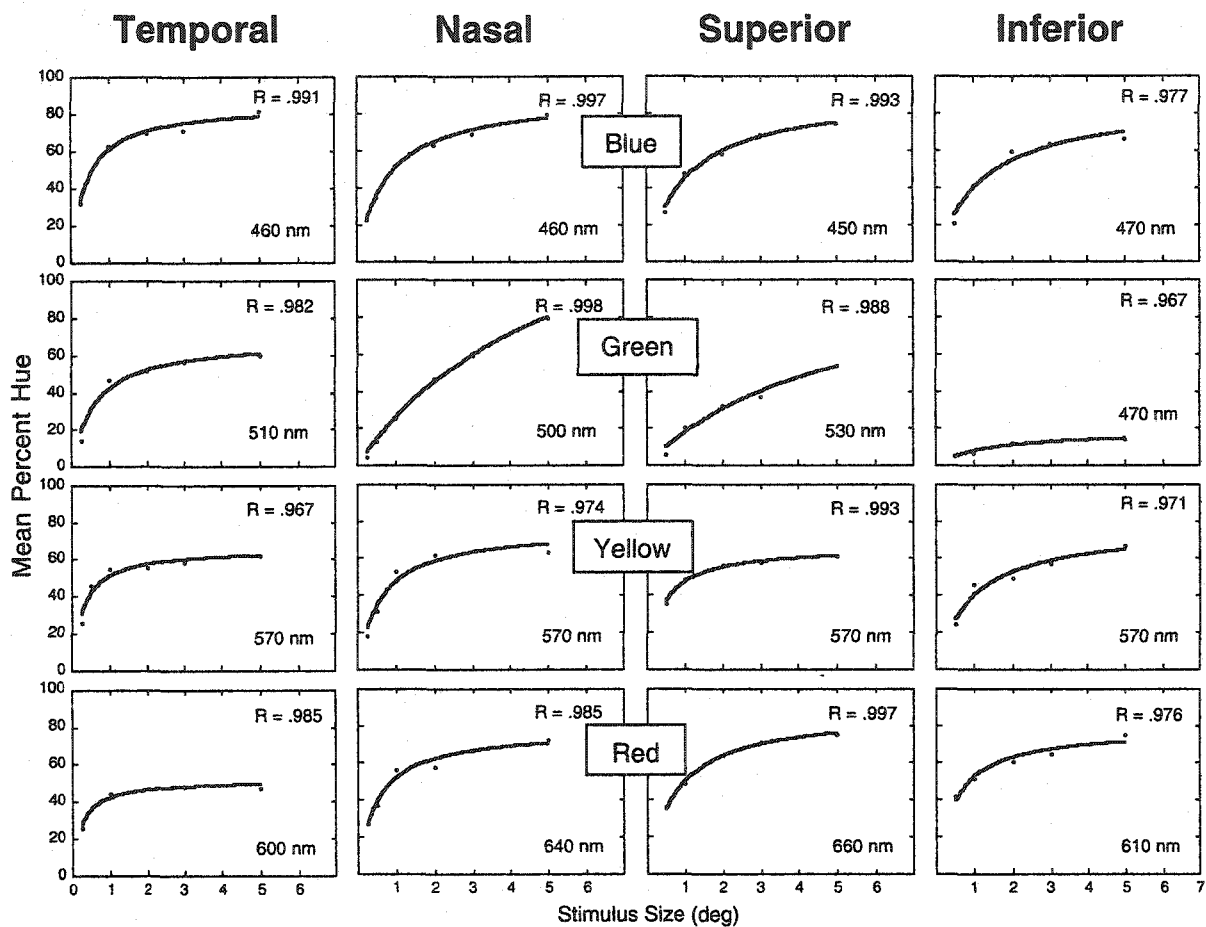 Temporal Nasal Superior Inferior
100 R = .991 R = .997 R = .993 R = .977
80
Blue
60
40
20 460 nm 460 nm 450 nm 470 nm
0
100 R = .982 R = .998 R = .988 R = .967
80
Green
60
40 470 nm
20 510 nm 500 nm 530 nm
0
100 R = .967 R = .974 R = .993 R = .971
80
Yellow
60
40
20 570 nm 570 nm 570 nm 570 nm
0
100 R = .985 R = .985 R = .997 R = .976
80
Red
60
40
20 600 nm 640 nm 660 nm 610 nm
0
0 1 2 3 4 5 6 1 2 3 4 5 6 1 2 3 4 5 6 1 2 3 4 5 6 7
Mean Percent Hue
Stimulus Size (deg)